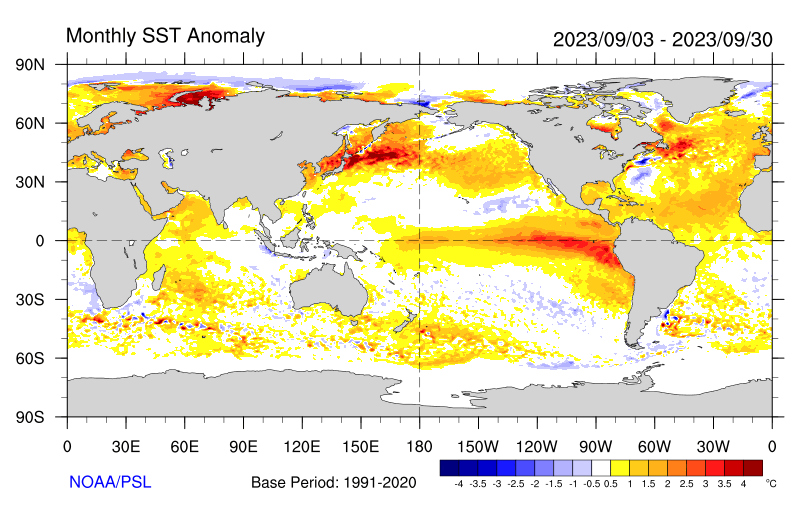 Monthly SST Anomaly
2023/09/03 - 2023/09/30
90N
60N
30N
0
30S
60S
90S
0 30E 60E 90E 120E 150E 180 150W 120W 90W 60W 30W 0
NOAA/PSL
Base Period: 1991-2020
-4 -3.5 -3 -2.5 -2 -1.5 -1 -0.5 0.5 1 1.5 2 2.5 3 3.5 4 °C